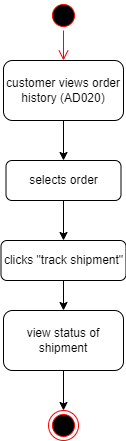 customer views order
history (AD020)
selects order
clicks "track shipment"
view status of
shipment